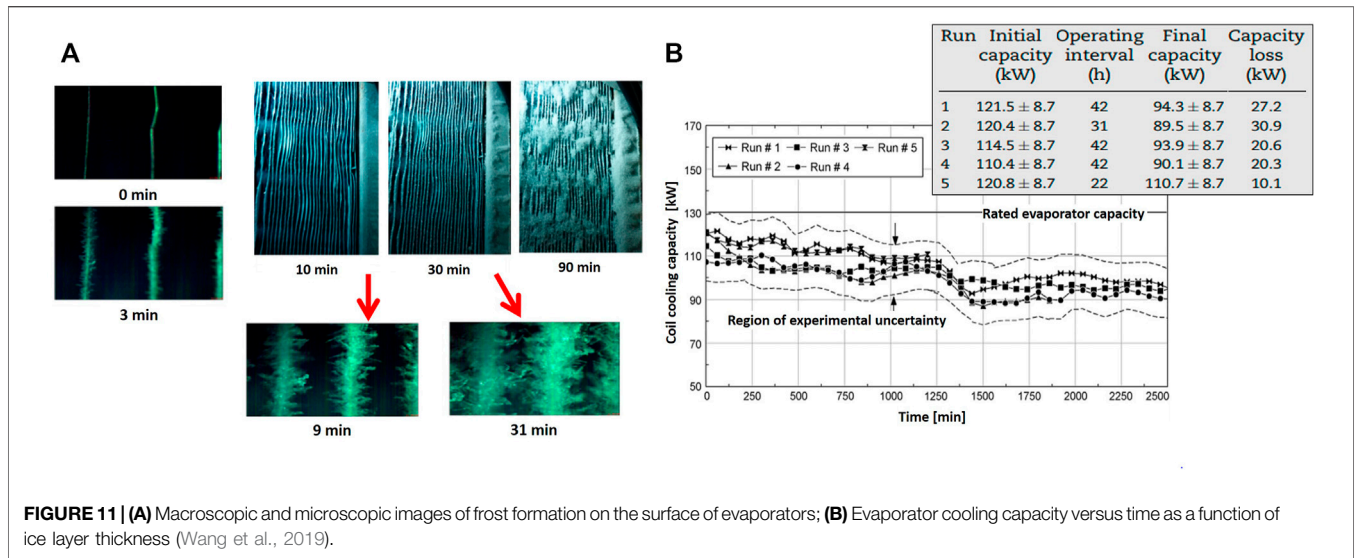 A
0 min
3 min
10 min
30 min
90 min
9 min
31 min
B
Run Initial capacity (kW) Operating interval (h) Final capacity (kW) Capacity loss (kW)
1 121.5 ± 8.7 42 94.3 ± 8.7 27.2
2 120.4 ± 8.7 31 89.5 ± 8.7 30.9
3 114.5 ± 8.7 42 93.9 ± 8.7 20.6
4 110.4 ± 8.7 42 90.1 ± 8.7 20.3
5 120.8 ± 8.7 22 110.7 ± 8.7 10.1
170
150
130
110
90
70
50
Coil cooling capacity [kW]
Run # 1 Run # 3 Run # 5
Run # 2 Run # 4
Rated evaporator capacity
Region of experimental uncertainty
0 250 500 750 1000 1250 1500 1750 2000 2250 2500
Time [min]
FIGURE 11 | (A) Macroscopic and microscopic images of frost formation on the surface of evaporators; (B) Evaporator cooling capacity versus time as a function of
ice layer thickness (Wang et al., 2019).